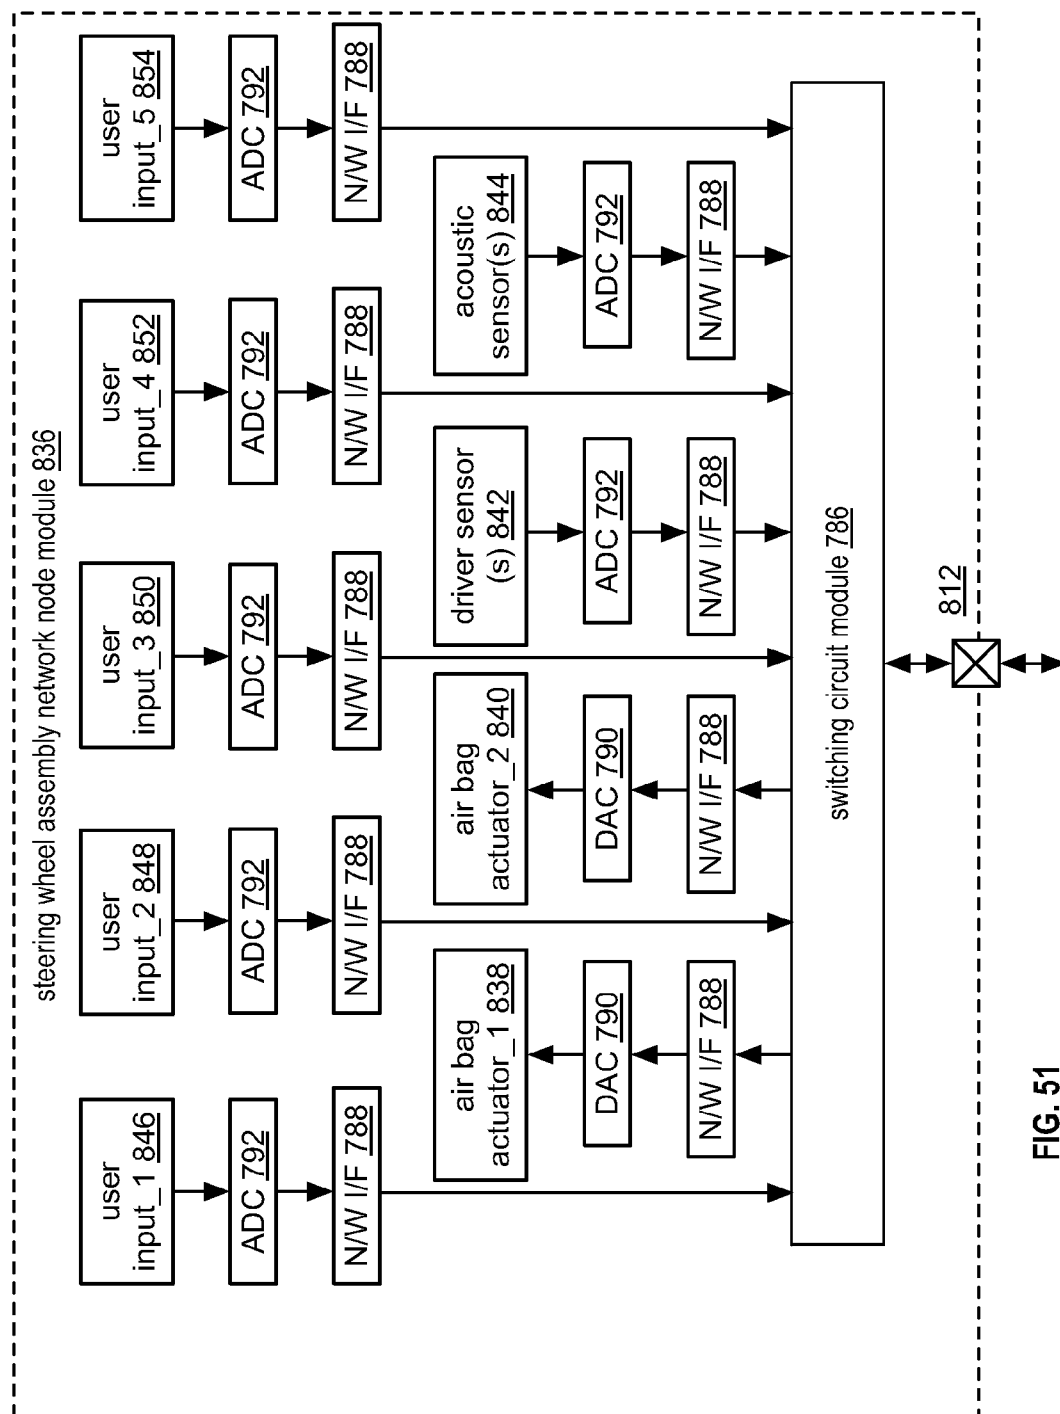 steering wheel assembly network node module 836
user
input_1 846
ADC 792
N/W I/F 788
user
input_2 848
ADC 792
N/W I/F 788
user
input_3 850
ADC 792
N/W I/F 788
user
input_4 852
ADC 792
N/W I/F 788
user
input_5 854
ADC 792
N/W I/F 788
air bag
actuator_1 838
DAC 790
N/W I/F 788
air bag
actuator_2 840
DAC 790
N/W I/F 788
driver sensor
(s) 842
ADC 792
N/W I/F 788
acoustic
sensor(s) 844
ADC 792
N/W I/F 788
switching circuit module 786
812
FIG. 51